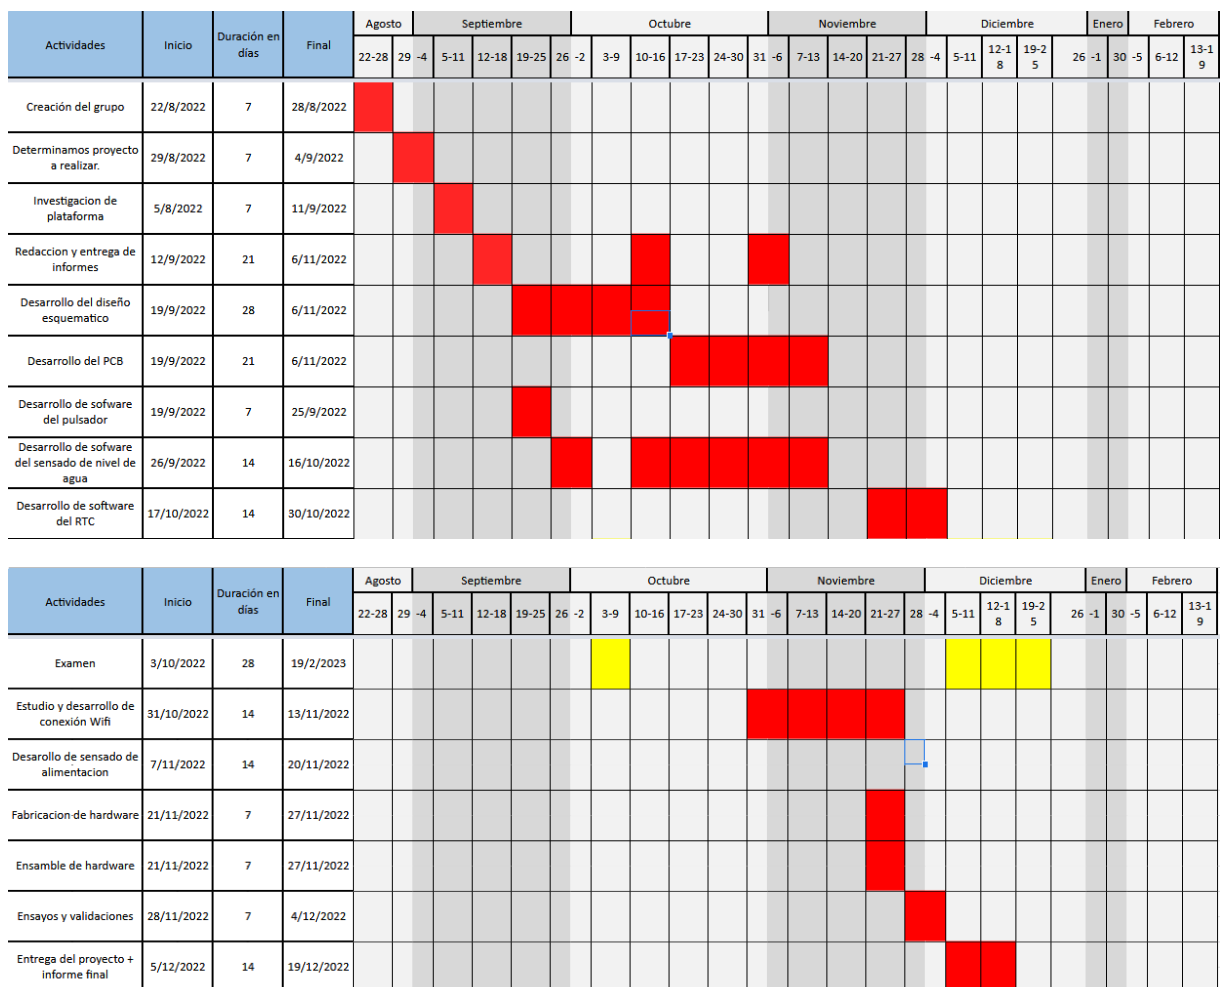 Agosto Septiembre Octubre Noviembre Diciembre Enero Febrero
Actividades Inicio Duración en días Final 22-28 29 -4 5-11 12-18 19-25 26 -2 3-9 10-16 17-23 24-30 31 -6 7-13 14-20 21-27 28 -4 5-11 12-18 19-25 26 -1 30 -5 6-12 13-19
Creación del grupo 22/8/2022 7 28/8/2022
Determinamos proyecto
a realizar. 29/8/2022 7 4/9/2022
Investigacion de
plataforma 5/8/2022 7 11/9/2022
Redaccion y entrega de
informes 12/9/2022 21 6/11/2022
Desarrollo del diseño
esquematico 19/9/2022 28 6/11/2022
Desarrollo del PCB 19/9/2022 21 6/11/2022
Desarrollo de sofware
del pulsador 19/9/2022 7 25/9/2022
Desarrollo de sofware
del sensado de nivel de
agua 26/9/2022 14 16/10/2022
Desarrollo de software
del RTC 17/10/2022 14 30/10/2022
Agosto Septiembre Octubre Noviembre Diciembre Enero Febrero
Actividades Inicio Duración en días Final 22-28 29 -4 5-11 12-18 19-25 26 -2 3-9 10-16 17-23 24-30 31 -6 7-13 14-20 21-27 28 -4 5-11 12-18 19-25 26 -1 30 -5 6-12 13-19
Examen 3/10/2022 28 19/2/2023
Estudio y desarrollo de
conexión Wifi 31/10/2022 14 13/11/2022
Desarollo de sensado de
alimentacion 7/11/2022 14 20/11/2022
Fabricacion de hardware 21/11/2022 7 27/11/2022
Ensamble de hardware 21/11/2022 7 27/11/2022
Ensayos y validaciones 28/11/2022 7 4/12/2022
Entrega del proyecto +
informe final 5/12/2022 14 19/12/2022